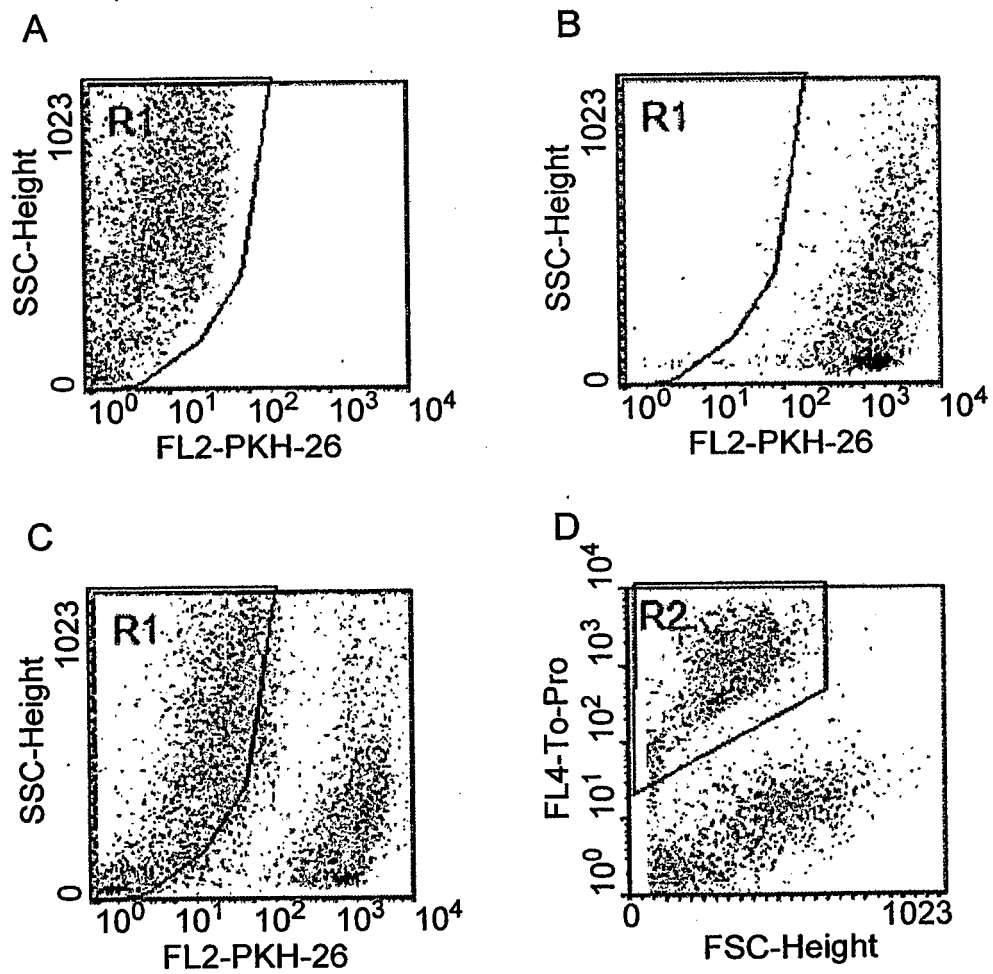 A
SSC-Height
1023
0
R1
10^0 10^1 10^2 10^3 10^4
FL2-PKH-26
B
SSC-Height
1023
0
R1
10^0 10^1 10^2 10^3 10^4
FL2-PKH-26
C
SSC-Height
1023
0
R1
10^0 10^1 10^2 10^3 10^4
FL2-PKH-26
D
FL4-To-Pro
10^4
10^3
10^2
10^1
10^0
R2
0 1023
FSC-Height